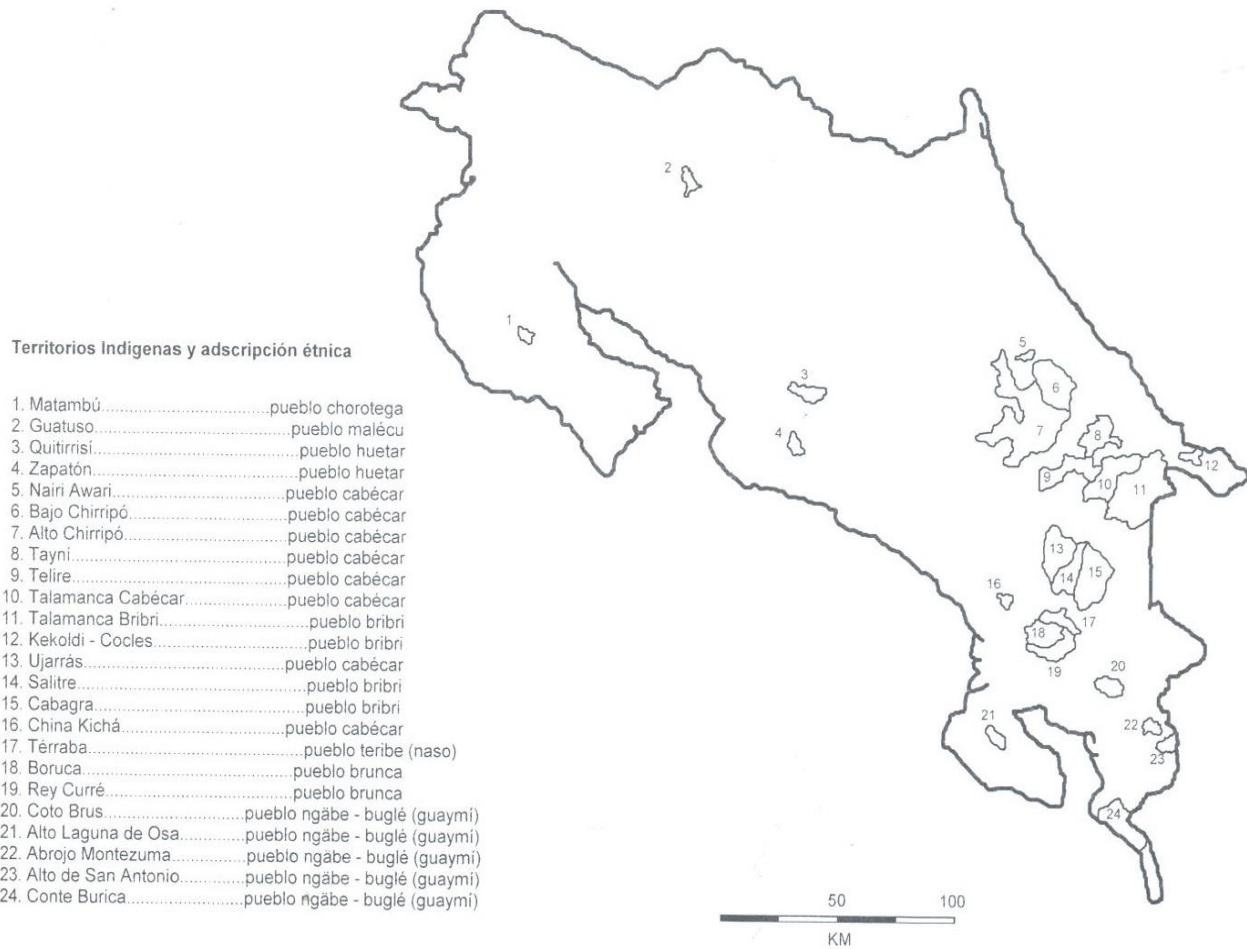 Territorios Indigenas y adscripción étnica
1. Matambú..............................pueblo chorotega
2. Guatuso..............................pueblo malécu
3. Quitirrisí..............................pueblo huetar
4. Zapatón..............................pueblo huetar
5. Nairi Awari..............................pueblo cabécar
6. Bajo Chirripó..............................pueblo cabécar
7. Alto Chirripó..............................pueblo cabécar
8. Tayní..............................pueblo cabécar
9. Telire..............................pueblo cabécar
10. Talamanca Cabécar....................pueblo cabécar
11. Talamanca Bribri.........................pueblo bribri
12. Kekoldi - Cocles..........................pueblo bribri
13. Ujarrás..............................pueblo cabécar
14. Salitre..............................pueblo bribri
15. Cabagra..............................pueblo bribri
16. China Kichá..............................pueblo cabécar
17. Térraba..............................pueblo teribe (naso)
18. Boruca..............................pueblo brunca
19. Rey Curré..............................pueblo brunca
20. Coto Brus.....................pueblo ngäbe - buglé (guaymí)
21. Alto Laguna de Osa...........pueblo ngäbe - buglé (guaymí)
22. Abrojo Montezuma............pueblo ngäbe - buglé (guaymí)
23. Alto de San Antonio...........pueblo ngäbe - buglé (guaymí)
24. Conte Burica...................pueblo ngäbe - buglé (guaymí)
2
1
3
4
5
6
7
8
9
10
11
12
13
14
15
16
17
18
19
20
21
22
23
24
50 100
KM